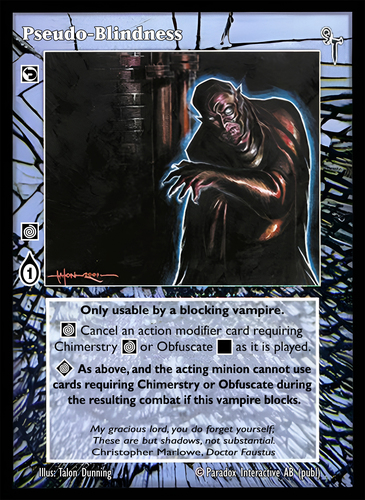 Pseudo-Blindness
1
TALON 2001
Only usable by a blocking vampire.
Cancel an action modifier card requiring
Chimerstry or Obfuscate as it is played.
As above, and the acting minion cannot use
cards requiring Chimerstry or Obfuscate during
the resulting combat if this vampire blocks.
My gracious lord, you do forget yourself;
These are but shadows, not substantial.
Christopher Marlowe, Doctor Faustus
Illus: Talon Dunning
© Paradox Interactive AB (publ)